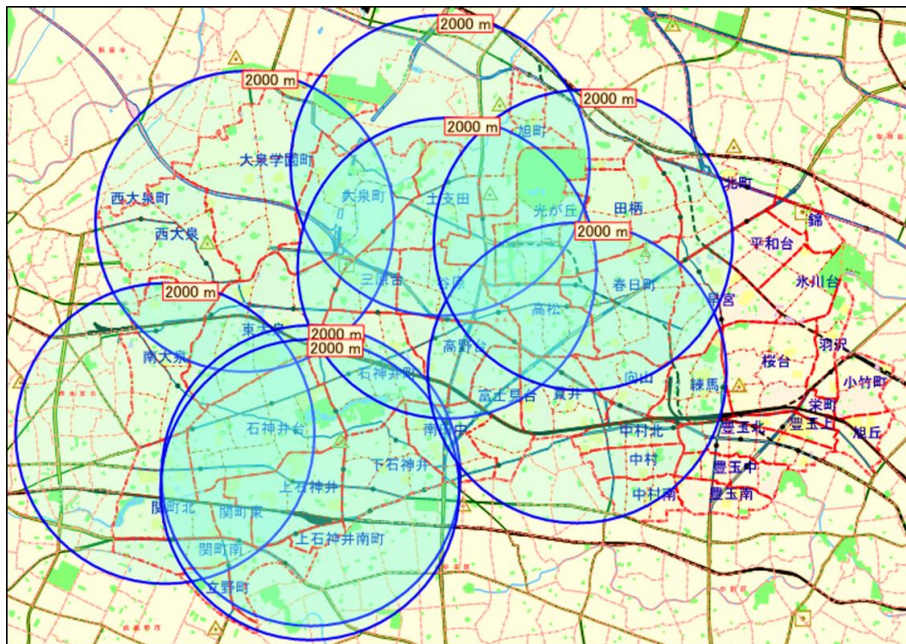 2000 m
2000 m
2000 m
2000 m
旭町
大泉学園町
北町
西大泉町
大泉町
土支田
光が丘
田柄
錦
2000 m
西大泉
平和台
三原台
谷原
春日町
氷川台
2000 m
早宮
高松
東大泉
2000 m
2000 m
羽沢
南大泉
高野台
桜台
石神井町
向山
練馬
小竹町
富士見台
貫井
栄町
石神井台
南田中
中村北
豊玉北
豊玉上
旭丘
下石神井
中村
豊玉中
上石神井
中村南
豊玉南
関町北
関町東
上石神井南町
関町南
立野町